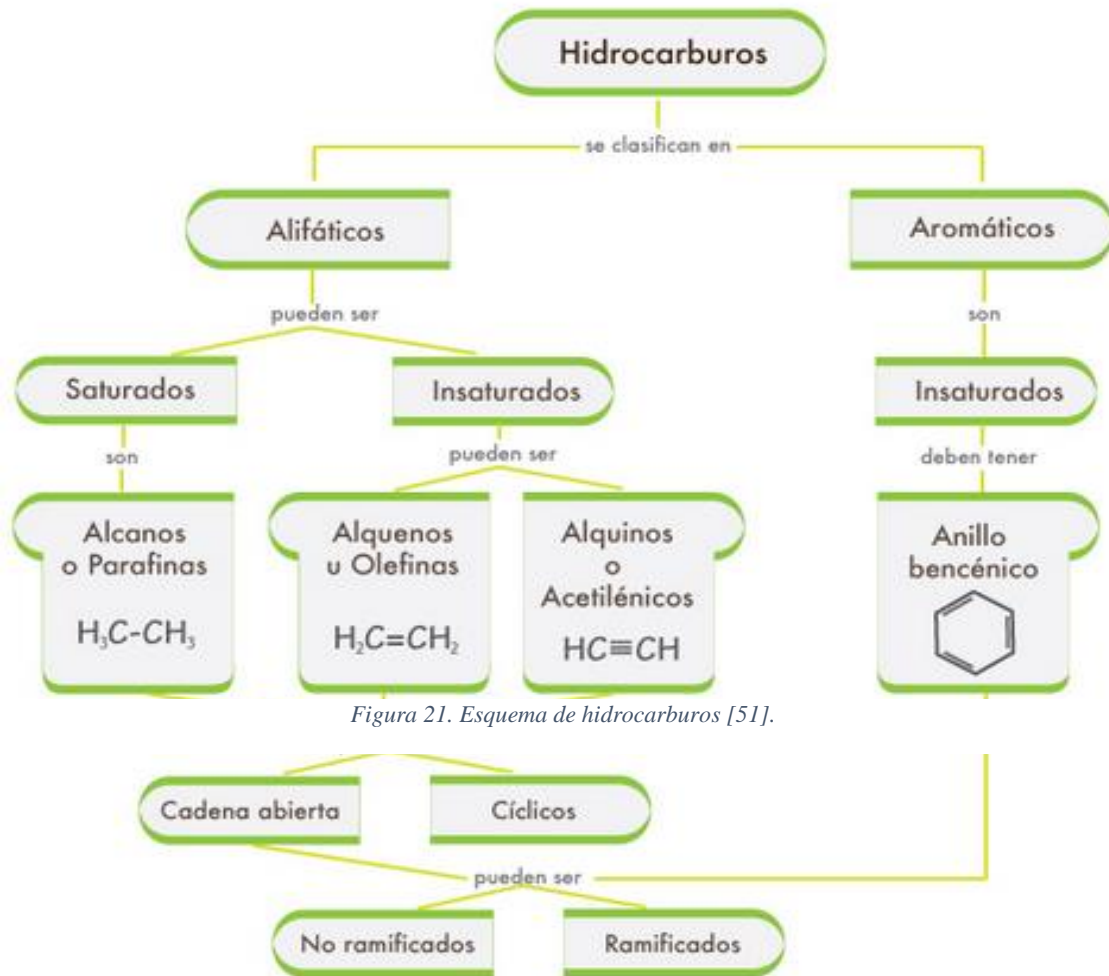 Hidrocarburos
se clasifican en
Alifáticos
Aromáticos
pueden ser
son
Saturados
Insaturados
Insaturados
son
pueden ser
deben tener
Alcanos
o Parafinas
H₃C-CH₃
Alquenos
u Olefinas
H₂C=CH₂
Alquinos
o
Acetilénicos
HC≡CH
Anillo
bencénico
Figura 21. Esquema de hidrocarburos [51].
Cadena abierta
Cíclicos
pueden ser
No ramificados
Ramificados